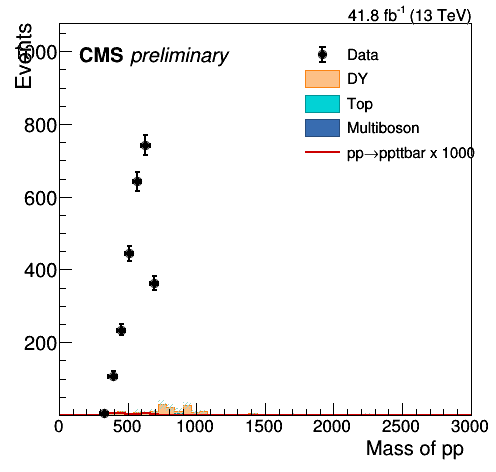 41.8 fb⁻¹ (13 TeV)
Events
CMS preliminary
Data
DY
Top
Multiboson
pp→ppttbar x 1000
1000
800
600
400
200
0 500 1000 1500 2000 2500 3000
Mass of pp